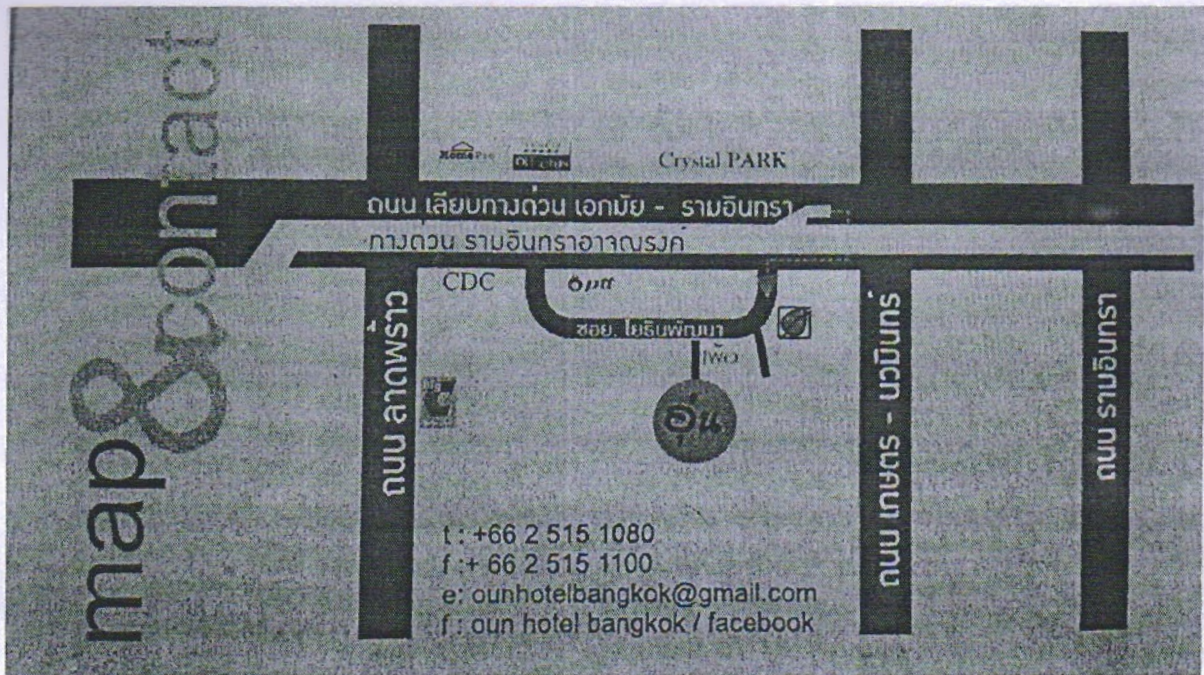 map & contact
HomePro
Crystal PARK
ถนน เลียบทางด่วน เอกมัย - รามอินทรา
ทางด่วน รามอินทราอาจณรงค์
CDC
ptt
ซอย. โยธินพัฒนา
อุ่น
ถนน ลาดพร้าว
ถนน เกษตร - นวมินทร์
ถนน รามอินทรา
t : +66 2 515 1080
f :+ 66 2 515 1100
e: ounhotelbangkok@gmail.com
f : oun hotel bangkok / facebook